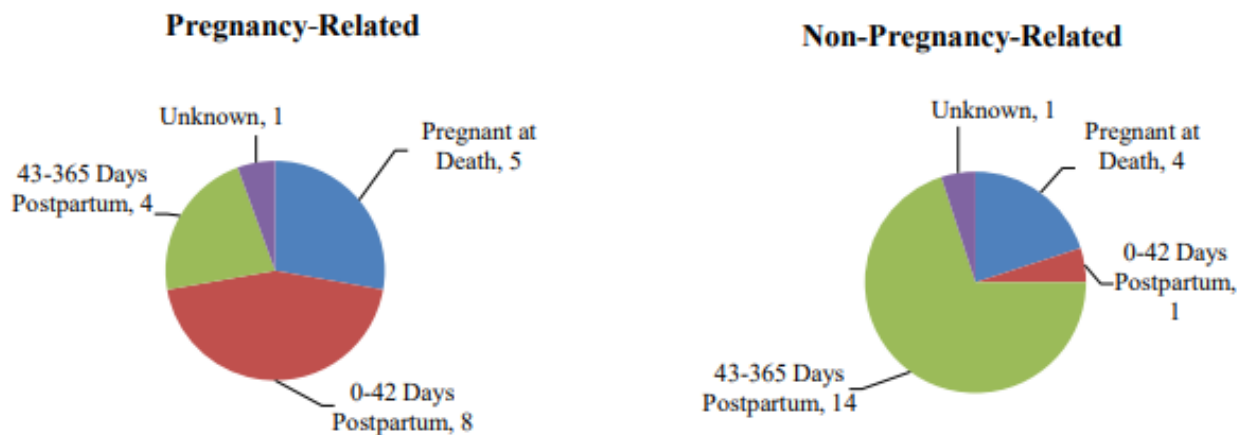 Pregnancy-Related
Unknown, 1
Pregnant at
Death, 5
43-365 Days
Postpartum, 4
0-42 Days
Postpartum, 8
Non-Pregnancy-Related
Unknown, 1
Pregnant at
Death, 4
0-42 Days
Postpartum,
1
43-365 Days
Postpartum, 14